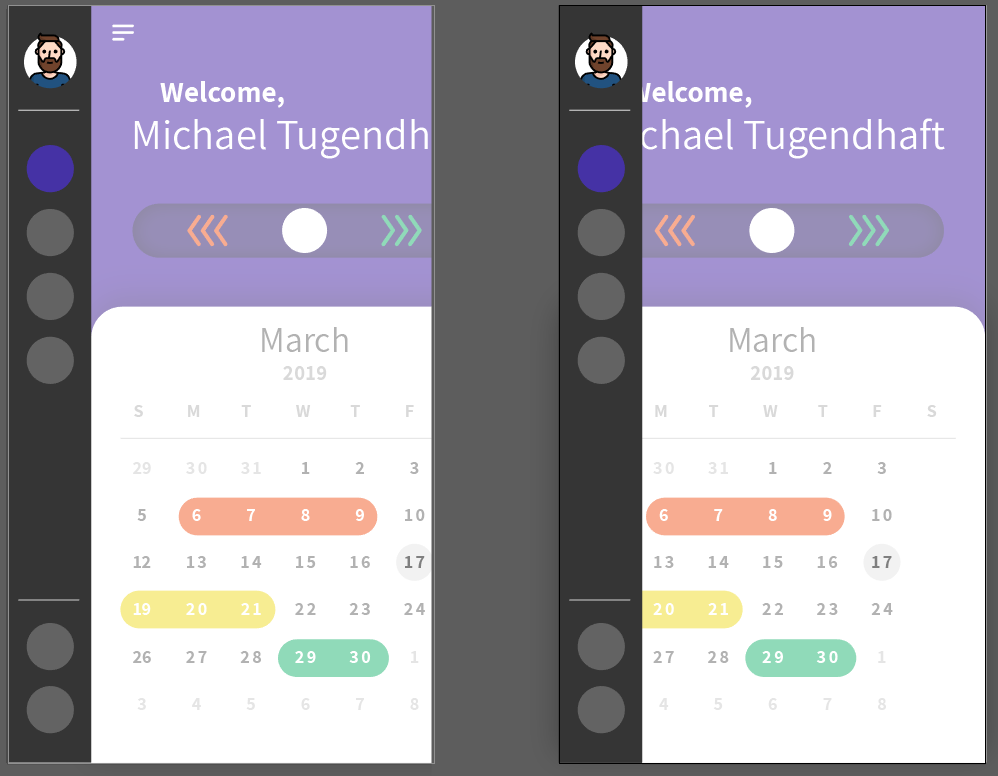 Welcome,
Michael Tugendh
March
2019
S M T W T F
29 30 31 1 2 3
5 6 7 8 9 10
12 13 14 15 16 17
19 20 21 22 23 24
26 27 28 29 30 1
3 4 5 6 7 8
Welcome,
chael Tugendhaft
March
2019
M T W T F S
30 31 1 2 3
6 7 8 9 10
13 14 15 16 17
20 21 22 23 24
27 28 29 30 1
4 5 6 7 8